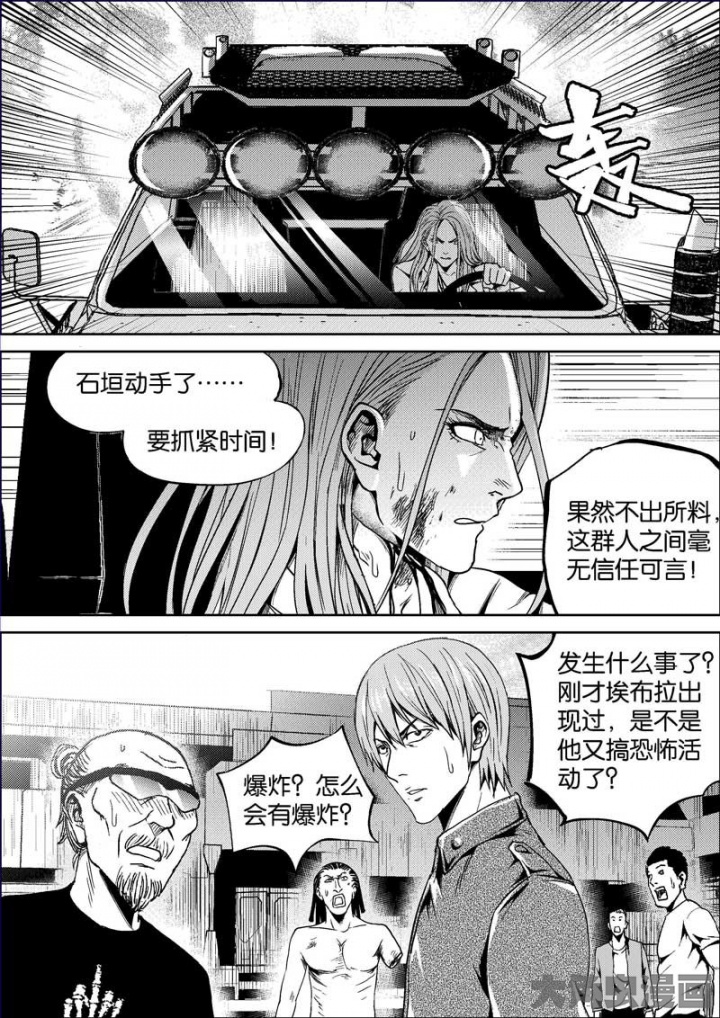 轰
石垣动手了……
要抓紧时间!
果然不出所料,
这群人之间毫
无信任可言!
发生什么事了?
刚才埃布拉出
现过,是不是
他又搞恐怖活
动了?
爆炸?怎么
会有爆炸?